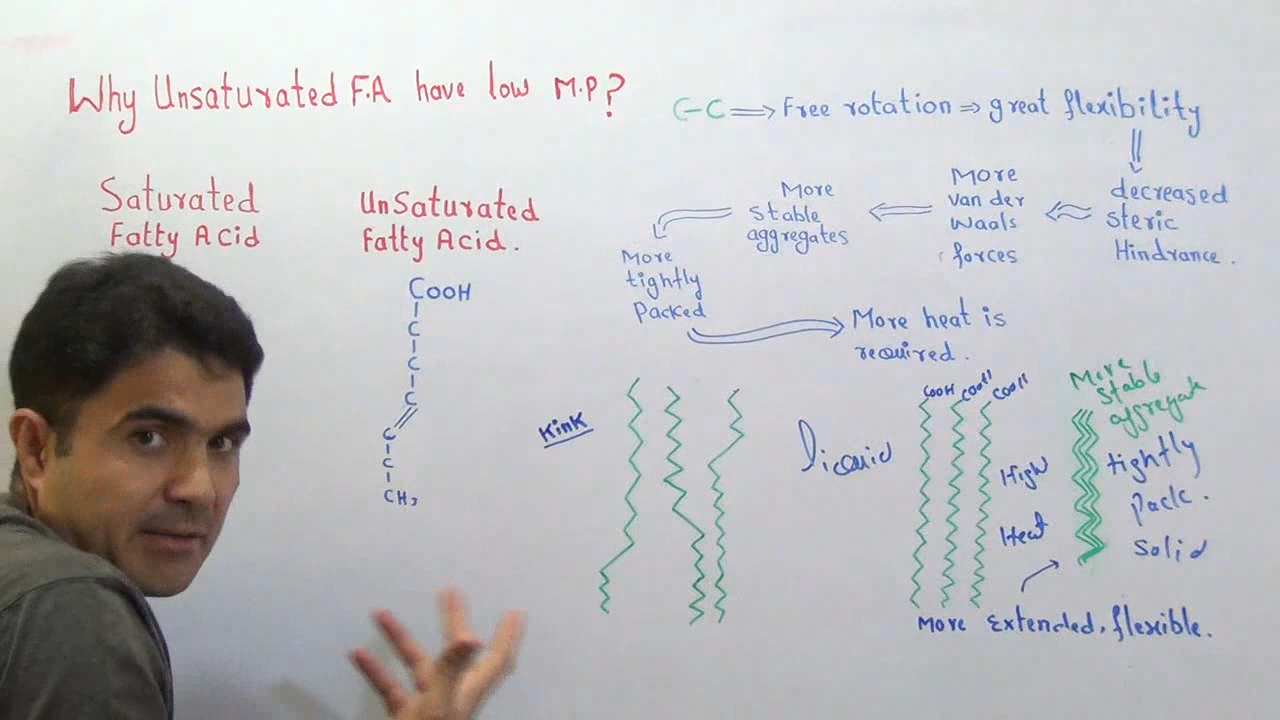 Why Unsaturated F.A have low M.P?
C-C ⟹ Free rotation ⇒ great flexibility
Saturated
Fatty Acid
UnSaturated
Fatty Acid.
COOH
C
C
C
C
C
CH3
decreased
steric
Hindrance.
More
van der
Waals
forces
More
stable
aggregates
More
tightly
Packed
More heat is
required.
Kink
liquid
COOH COOH COOH
High
Heat
More
stable
aggregate
tightly
pack.
Solid
More Extended, flexible.